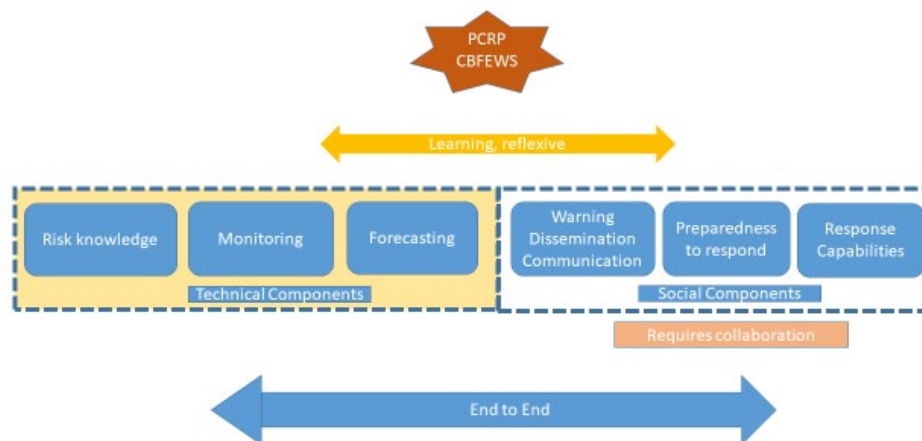 PCRP
CBFEWS
Learning, reflexive
Risk knowledge
Monitoring
Forecasting
Warning
Dissemination
Communication
Preparedness
to respond
Response
Capabilities
Technical Components
Social Components
Requires collaboration
End to End